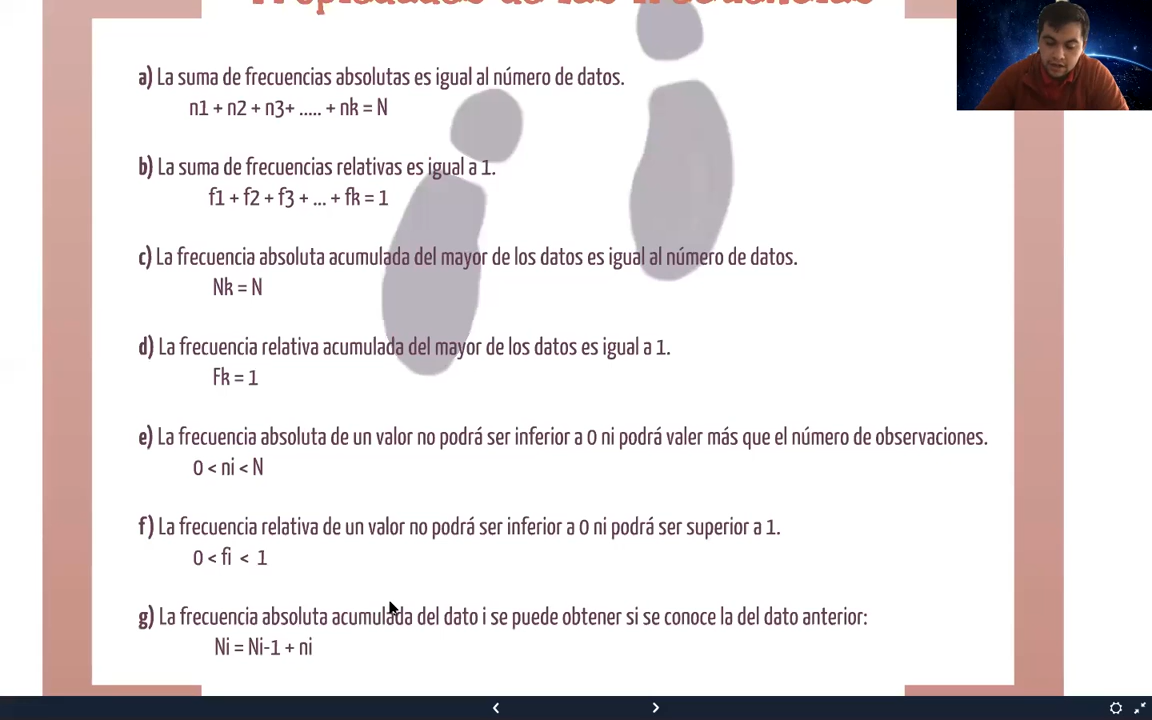 Propiedades de las frecuencias
a) La suma de frecuencias absolutas es igual al número de datos.
n1 + n2 + n3+ ..... + nk = N
b) La suma de frecuencias relativas es igual a 1.
f1 + f2 + f3 + ... + fk = 1
c) La frecuencia absoluta acumulada del mayor de los datos es igual al número de datos.
Nk = N
d) La frecuencia relativa acumulada del mayor de los datos es igual a 1.
Fk = 1
e) La frecuencia absoluta de un valor no podrá ser inferior a 0 ni podrá valer más que el número de observaciones.
0 < ni < N
f) La frecuencia relativa de un valor no podrá ser inferior a 0 ni podrá ser superior a 1.
0 < fi < 1
g) La frecuencia absoluta acumulada del dato i se puede obtener si se conoce la del dato anterior:
Ni = Ni-1 + ni